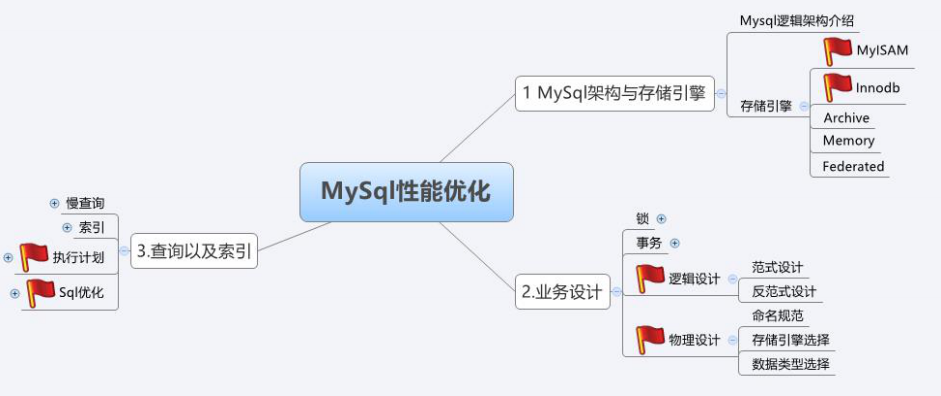 MySql性能优化
1 MySql架构与存储引擎
Mysql逻辑架构介绍
存储引擎
MyISAM
Innodb
Archive
Memory
Federated
2.业务设计
锁
事务
逻辑设计
范式设计
反范式设计
物理设计
命名规范
存储引擎选择
数据类型选择
3.查询以及索引
慢查询
索引
执行计划
Sql优化